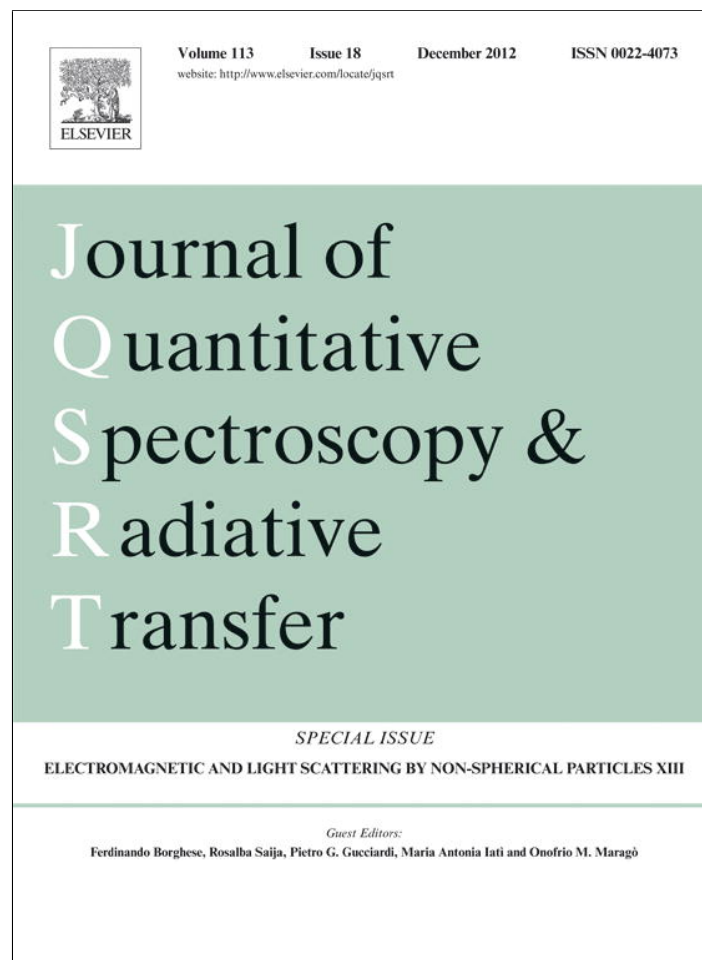 Volume 113 Issue 18 December 2012 ISSN 0022-4073
website: http://www.elsevier.com/locate/jqsrt
ELSEVIER
Journal of
Quantitative
Spectroscopy &
Radiative
Transfer
SPECIAL ISSUE
ELECTROMAGNETIC AND LIGHT SCATTERING BY NON-SPHERICAL PARTICLES XIII
Guest Editors:
Ferdinando Borghese, Rosalba Saija, Pietro G. Gucciardi, Maria Antonia Iatì and Onofrio M. Maragò